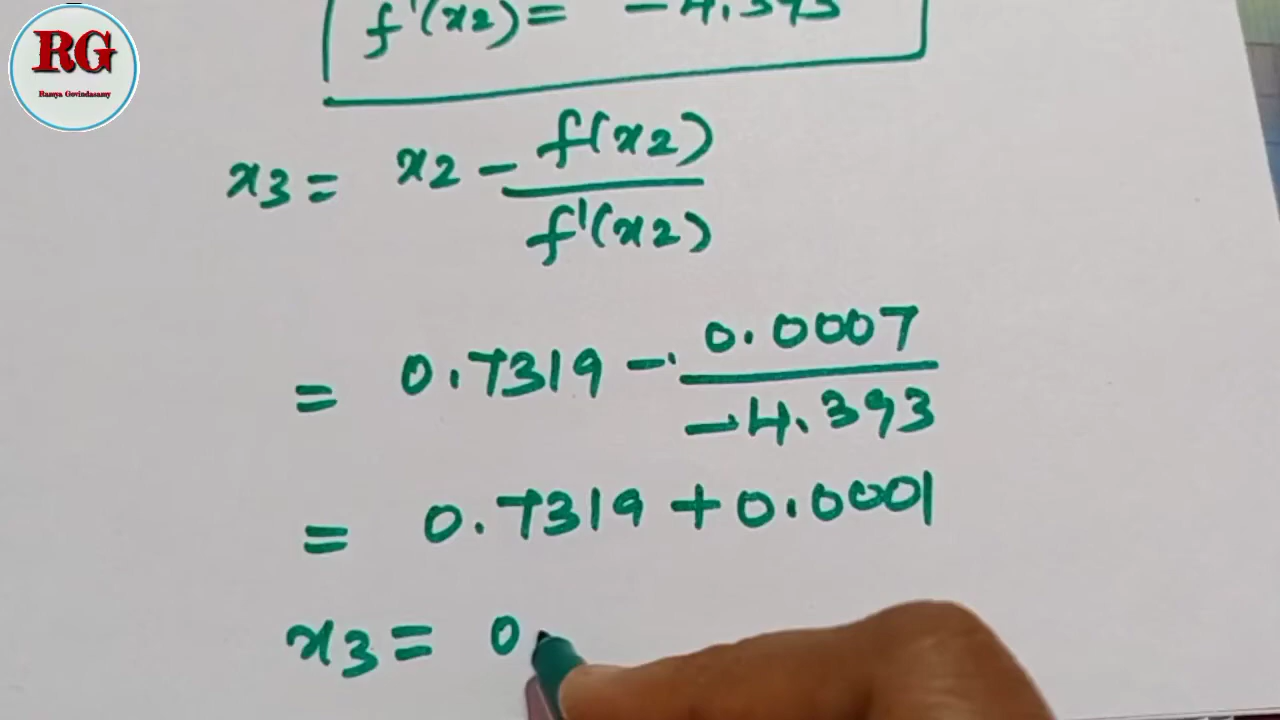 RG
Ramya Govindasamy
f'(x2) = -4.393
x3 = x2 - f(x2)
f'(x2)
= 0.7319 - 0.0007
-4.393
= 0.7319 + 0.0001
x3 = 0.